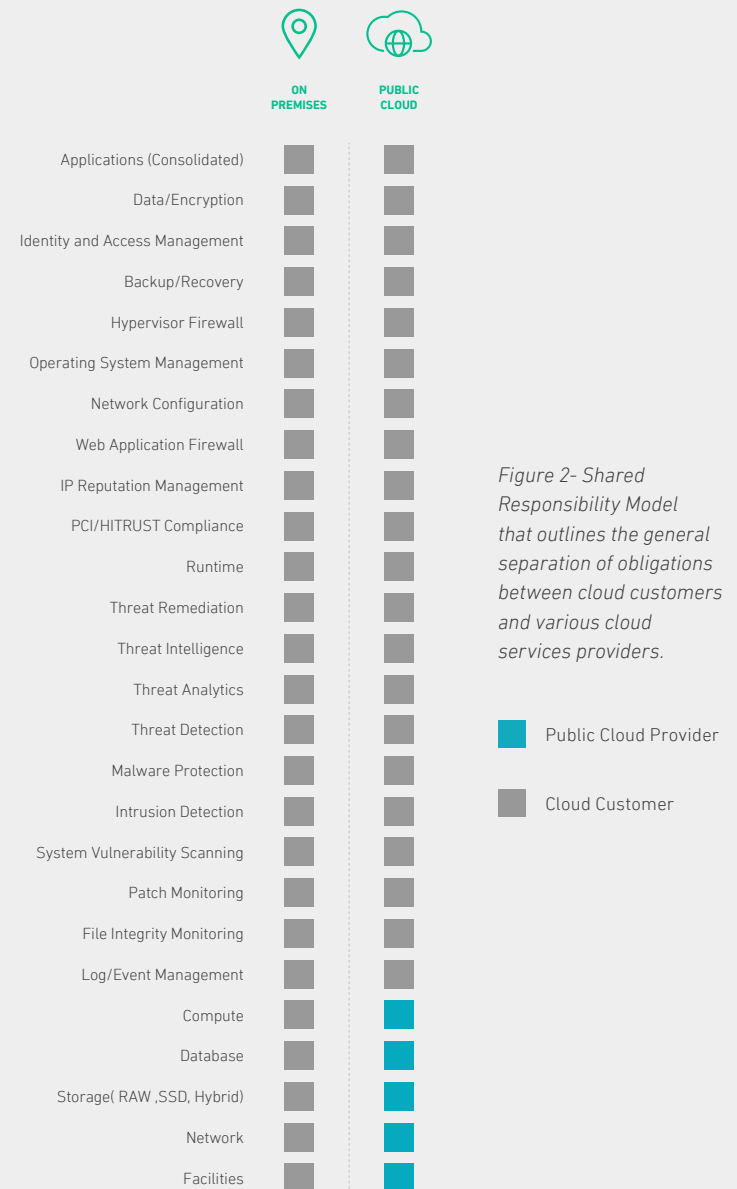 ON
PREMISES
PUBLIC
CLOUD
Applications (Consolidated)
Data/Encryption
Identity and Access Management
Backup/Recovery
Hypervisor Firewall
Operating System Management
Network Configuration
Web Application Firewall
IP Reputation Management
PCI/HITRUST Compliance
Runtime
Threat Remediation
Threat Intelligence
Threat Analytics
Threat Detection
Malware Protection
Intrusion Detection
System Vulnerability Scanning
Patch Monitoring
File Integrity Monitoring
Log/Event Management
Compute
Database
Storage( RAW ,SSD, Hybrid)
Network
Facilities
Figure 2- Shared
Responsibility Model
that outlines the general
separation of obligations
between cloud customers
and various cloud
services providers.
Public Cloud Provider
Cloud Customer